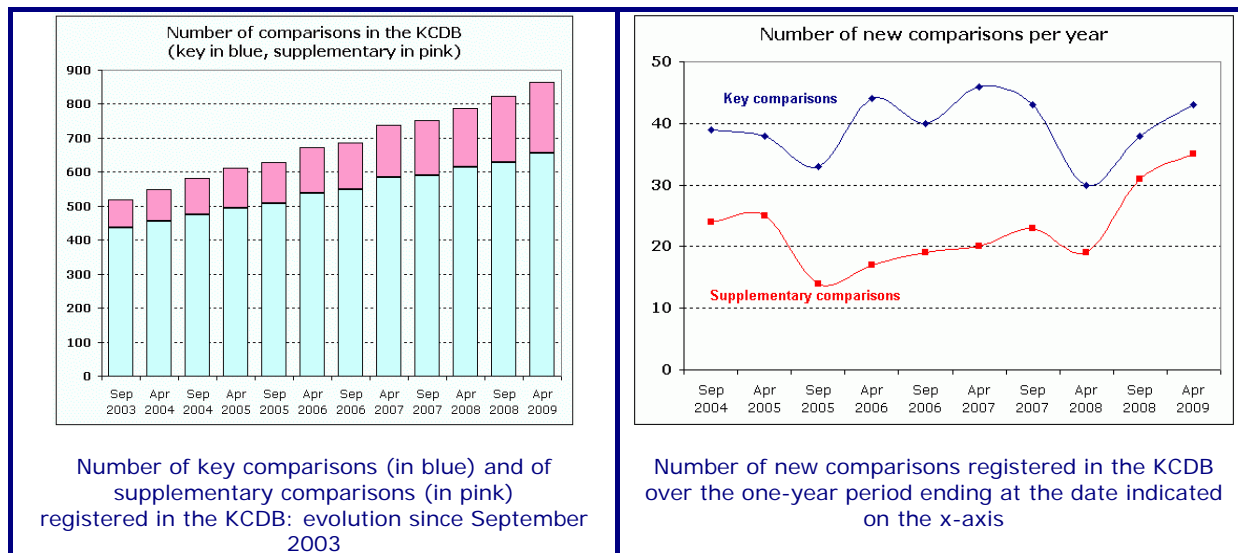 Number of comparisons in the KCDB
(key in blue, supplementary in pink)
900
800
700
600
500
400
300
200
100
0
Sep Apr Sep Apr Sep Apr Sep Apr Sep Apr Sep Apr
2003 2004 2004 2005 2005 2006 2006 2007 2007 2008 2008 2009
Number of key comparisons (in blue) and of
supplementary comparisons (in pink)
registered in the KCDB: evolution since September
2003
Number of new comparisons per year
50
Key comparisons
40
30
20
Supplementary comparisons
10
0
Sep Apr Sep Apr Sep Apr Sep Apr Sep Apr
2004 2005 2005 2006 2006 2007 2007 2008 2008 2009
Number of new comparisons registered in the KCDB
over the one-year period ending at the date indicated
on the x-axis